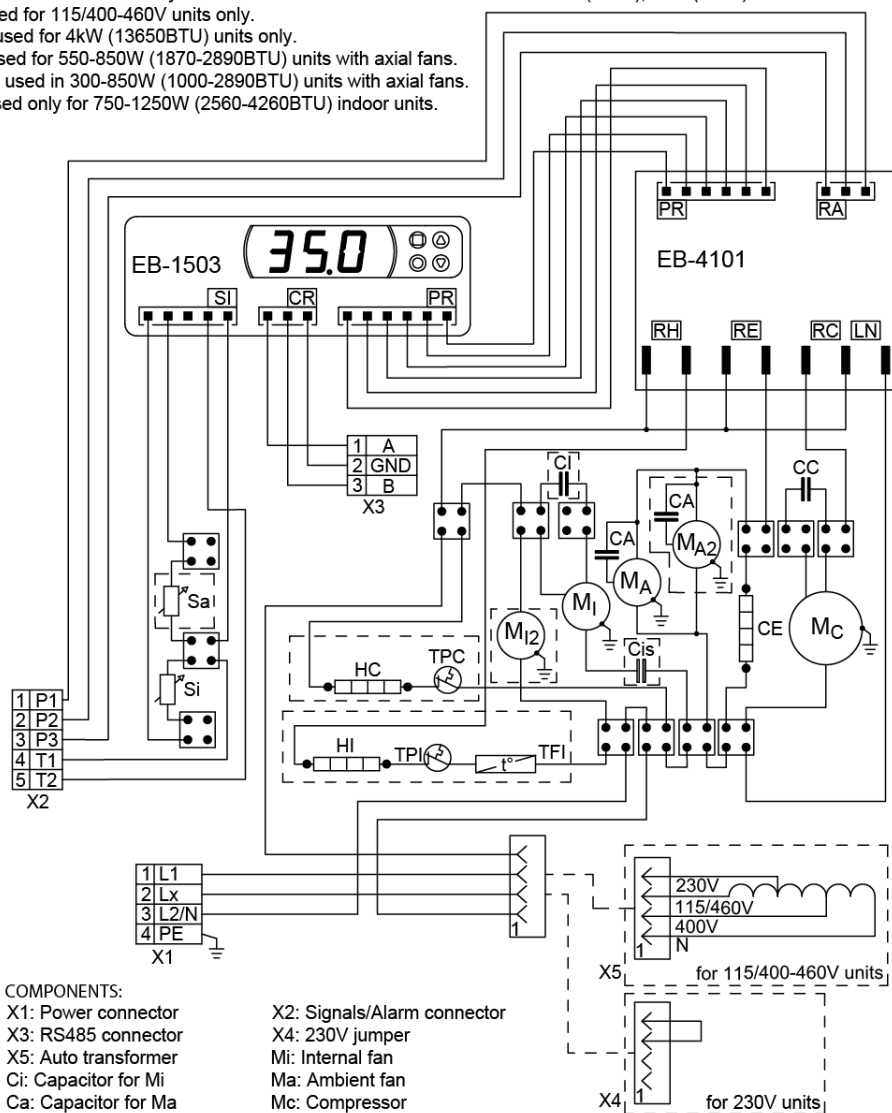 ed for 115/400-460V units only.
used for 4kW (13650BTU) units only.
sed for 550-850W (1870-2890BTU) units with axial fans.
used in 300-850W (1000-2890BTU) units with axial fans.
sed only for 750-1250W (2560-4260BTU) indoor units.
PR
RA
EB-4101
EB-1503
35.0
SI
CR
PR
RH
RE
RC
LN
1 A
2 GND
3 B
X3
CI
CC
CA
CA
MA2
MA
MI
MI2
MC
CE
Cis
Sa
Si
HC
TPC
HI
TPI
t°
TFI
1 P1
2 P2
3 P3
4 T1
5 T2
X2
1 L1
2 Lx
3 L2/N
4 PE
X1
1
230V
115/460V
400V
N
1
X5
for 115/400-460V units
1
X4
for 230V units
COMPONENTS:
X1: Power connector
X3: RS485 connector
X5: Auto transformer
Ci: Capacitor for Mi
Ca: Capacitor for Ma
X2: Signals/Alarm connector
X4: 230V jumper
Mi: Internal fan
Ma: Ambient fan
Mc: Compressor